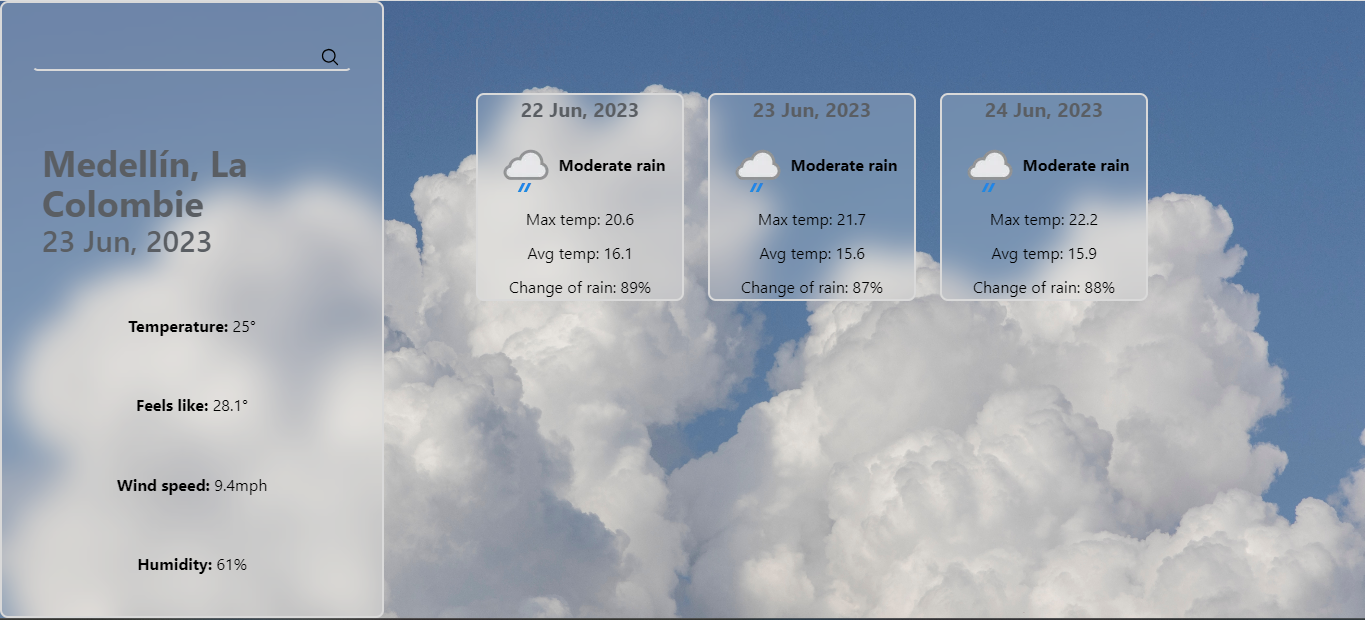 Medellín, La
Colombie
23 Jun, 2023
Temperature: 25°
Feels like: 28.1°
Wind speed: 9.4mph
Humidity: 61%
22 Jun, 2023
Moderate rain
Max temp: 20.6
Avg temp: 16.1
Change of rain: 89%
23 Jun, 2023
Moderate rain
Max temp: 21.7
Avg temp: 15.6
Change of rain: 87%
24 Jun, 2023
Moderate rain
Max temp: 22.2
Avg temp: 15.9
Change of rain: 88%